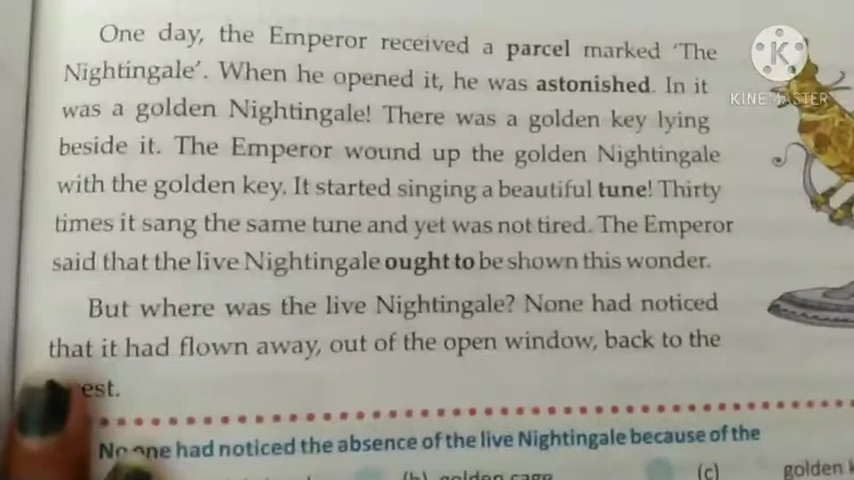 One day, the Emperor received a parcel marked 'The
Nightingale'. When he opened it, he was astonished. In it
was a golden Nightingale! There was a golden key lying
beside it. The Emperor wound up the golden Nightingale
with the golden key. It started singing a beautiful tune! Thirty
times it sang the same tune and yet was not tired. The Emperor
said that the live Nightingale ought to be shown this wonder.
But where was the live Nightingale? None had noticed
that it had flown away, out of the open window, back to the
No one had noticed the absence of the live Nightingale because of the
(b) golden cage (c) golden
K
KINEMASTER